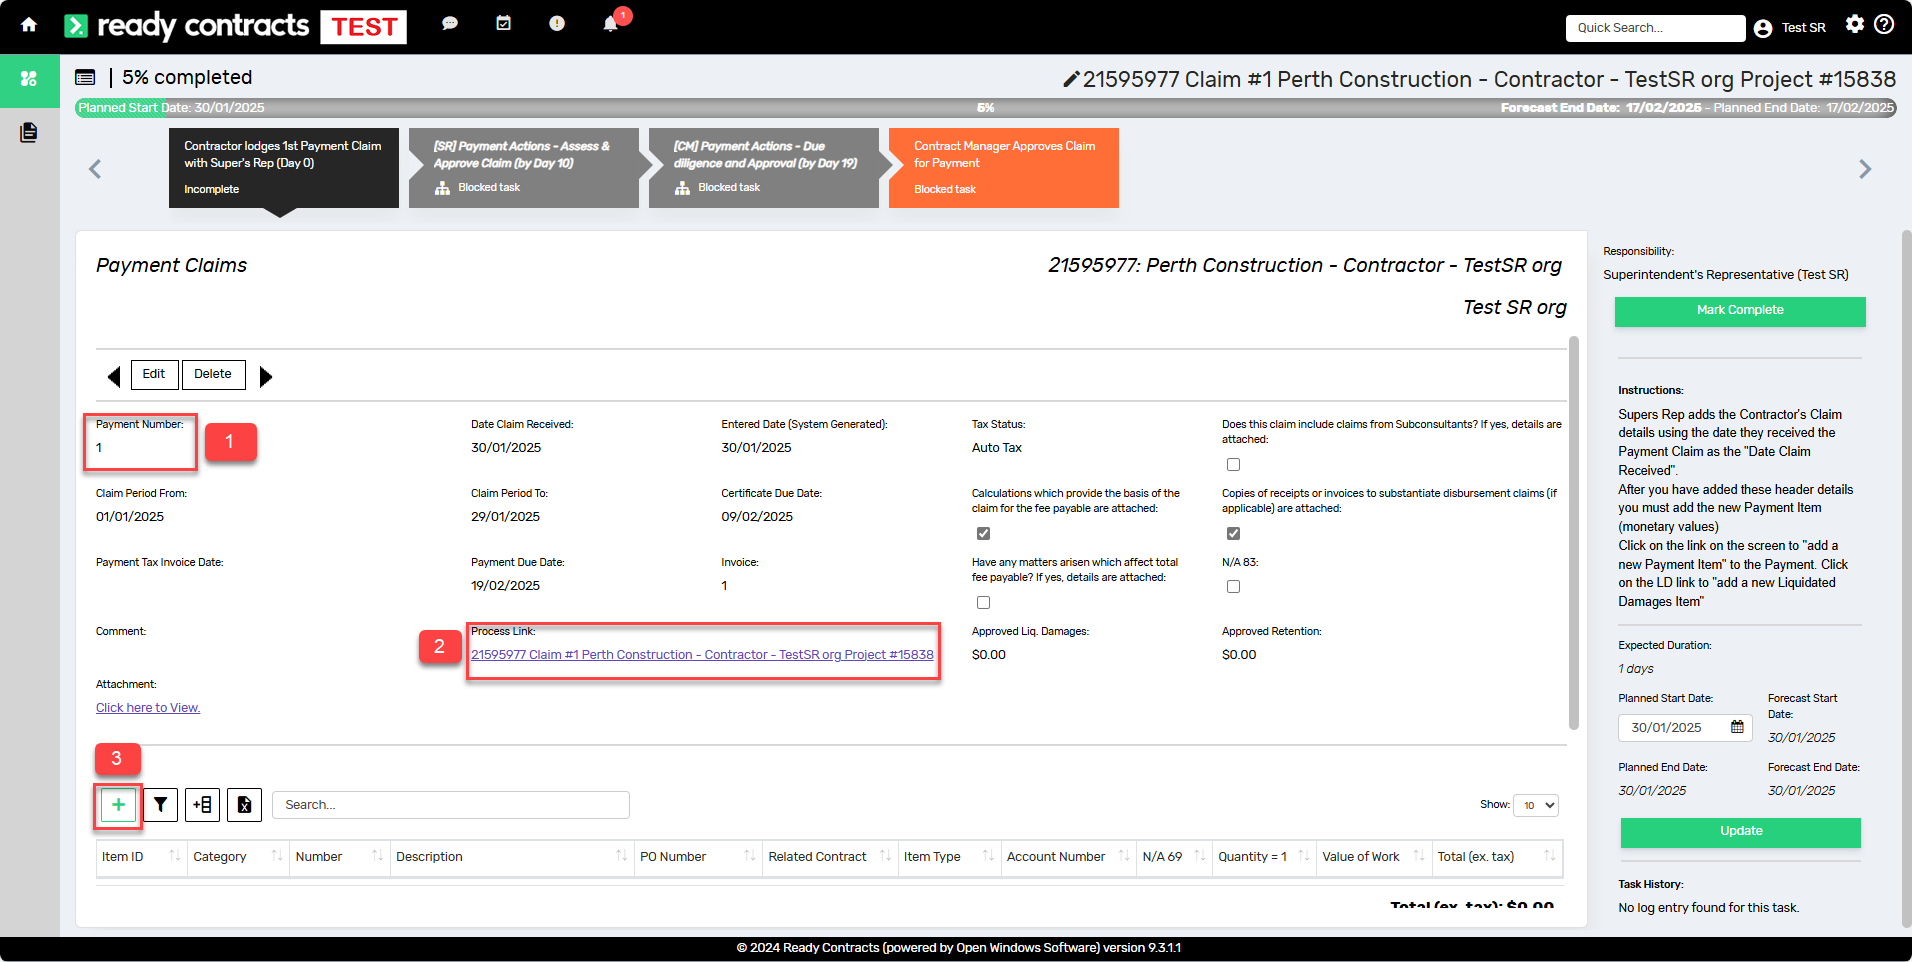 ready contracts TEST
1
Quick Search...
Test SR
5% completed
21595977 Claim #1 Perth Construction - Contractor - TestSR org Project #15838
Planned Start Date: 30/01/2025
5%
Forecast End Date: 17/02/2025 - Planned End Date: 17/02/2025
Contractor lodges 1st Payment Claim
with Super's Rep (Day 0)
Incomplete
[SR] Payment Actions - Assess &
Approve Claim (by Day 10)
Blocked task
[CM] Payment Actions - Due
diligence and Approval (by Day 19)
Blocked task
Contract Manager Approves Claim
for Payment
Blocked task
Payment Claims
21595977: Perth Construction - Contractor - TestSR org
Test SR org
Edit
Delete
Payment Number:
1
1
Date Claim Received:
30/01/2025
Entered Date (System Generated):
30/01/2025
Tax Status:
Auto Tax
Does this claim include claims from Subconsultants? If yes, details are
attached:
Claim Period From:
01/01/2025
Claim Period To:
29/01/2025
Certificate Due Date:
09/02/2025
Calculations which provide the basis of the
claim for the fee payable are attached:
Copies of receipts or invoices to substantiate disbursement claims (if
applicable) are attached:
Payment Tax Invoice Date:
Payment Due Date:
19/02/2025
Invoice:
1
Have any matters arisen which affect total
fee payable? If yes, details are attached:
N/A 83:
Comment:
2
Process Link:
21595977 Claim #1 Perth Construction - Contractor - TestSR org Project #15838
Approved Liq. Damages:
$0.00
Approved Retention:
$0.00
Attachment:
Click here to View.
3
+
Search...
Show: 10
Item ID Category Number Description PO Number Related Contract Item Type Account Number N/A 69 Quantity = 1 Value of Work Total (ex. tax)
Total (ex. tax): $0.00
Responsibility:
Superintendent's Representative (Test SR)
Mark Complete
Instructions:
Supers Rep adds the Contractor's Claim
details using the date they received the
Payment Claim as the "Date Claim
Received".
After you have added these header details
you must add the new Payment Item
(monetary values)
Click on the link on the screen to "add a
new Payment Item" to the Payment. Click
on the LD link to "add a new Liquidated
Damages Item"
Expected Duration:
1 days
Planned Start Date:
30/01/2025
Forecast Start
Date:
30/01/2025
Planned End Date:
30/01/2025
Forecast End Date:
30/01/2025
Update
Task History:
No log entry found for this task.
© 2024 Ready Contracts (powered by Open Windows Software) version 9.3.1.1